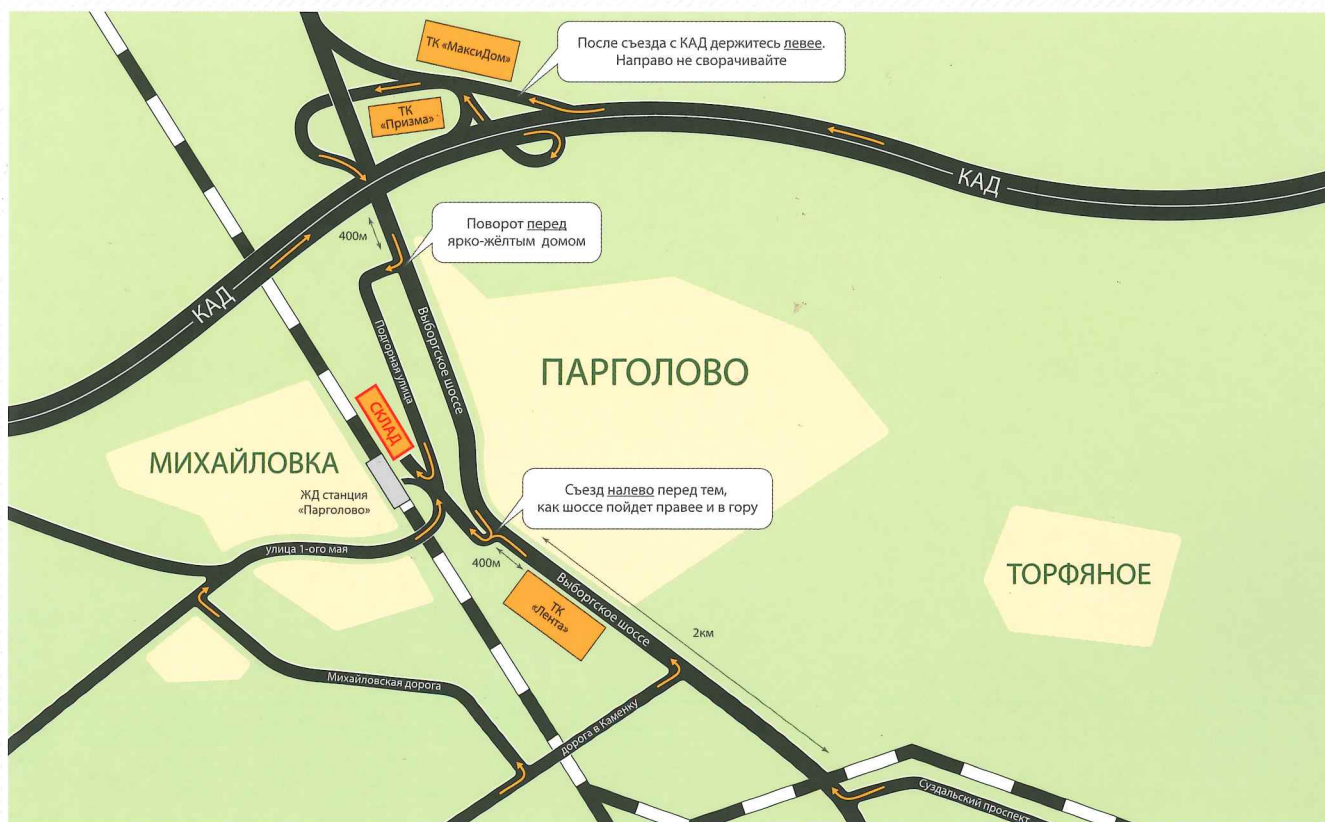 ТК «МаксиДом»
После съезда с КАД держитесь левее.
Направо не сворачивайте
ТК
«Призма»
КАД
Поворот перед
ярко-жёлтым домом
400м
КАД
Подгорная улица
Выборгское шоссе
ПАРГОЛОВО
СКЛАД
МИХАЙЛОВКА
ЖД станция
«Парголово»
Съезд налево перед тем,
как шоссе пойдет правее и в гору
улица 1-ого мая
400м
Выборгское шоссе
ТОРФЯНОЕ
ТК
«Лента»
2км
Михайловская дорога
дорога в Каменку
Суздальский проспект